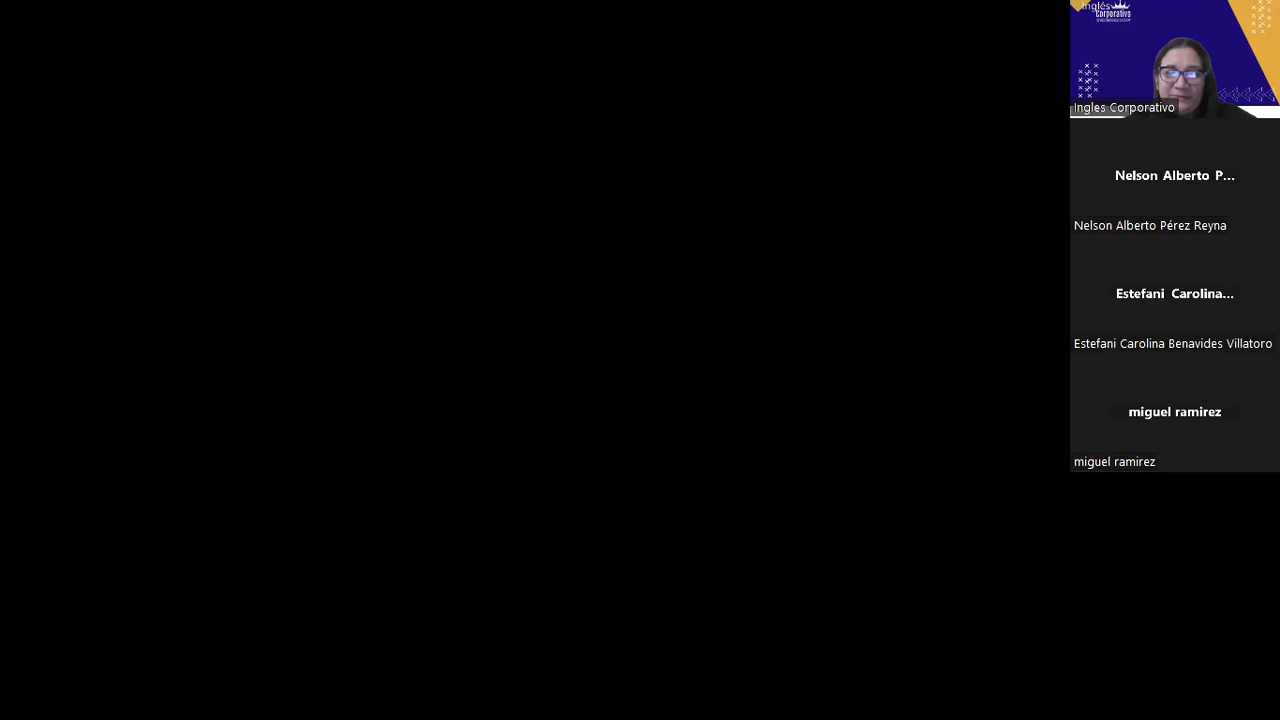 Inglés
corporativo
Ingles Corporativo
Nelson Alberto P...
Nelson Alberto Pérez Reyna
Estefani Carolina...
Estefani Carolina Benavides Villatoro
miguel ramirez
miguel ramirez